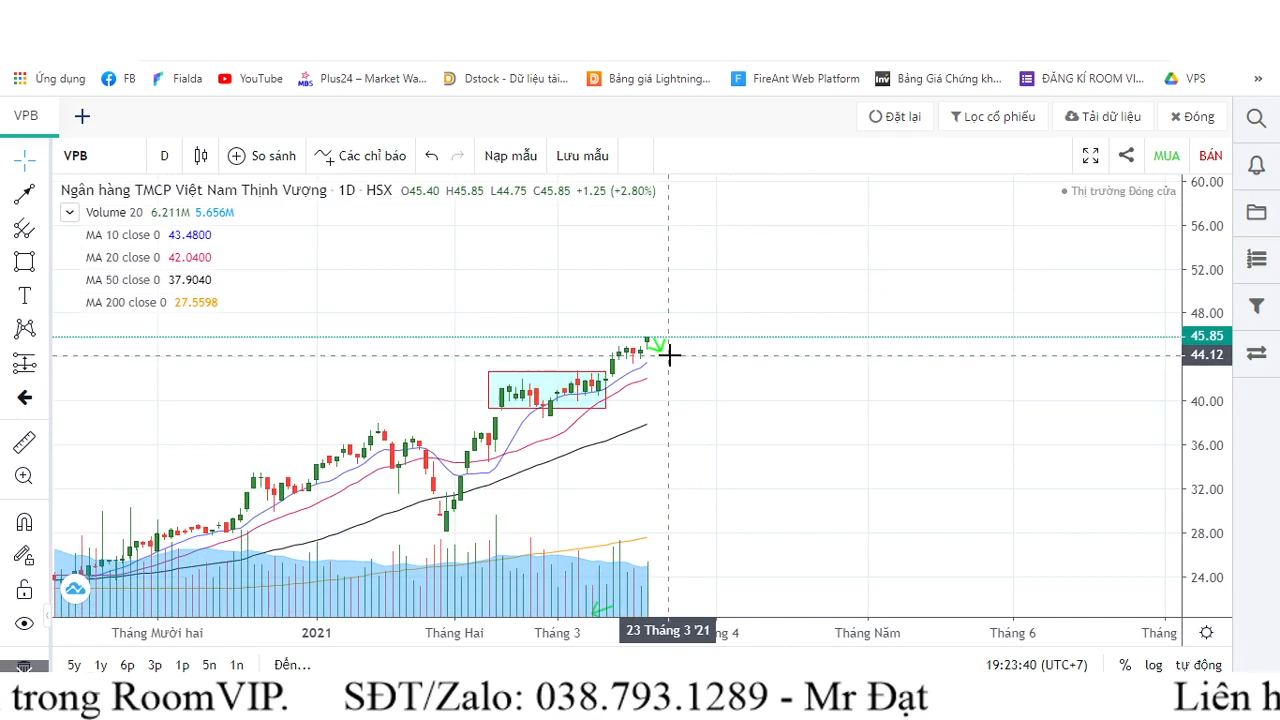 Ứng dụng FB Fialda YouTube Plus24 – Market Wa... Dstock - Dữ liệu tài... Bảng giá Lightning... FireAnt Web Platform Bảng Giá Chứng kh... ĐĂNG KÍ ROOM VI... VPS »
VPB + Đặt lại Lọc cổ phiếu Tải dữ liệu Đóng
VPB D So sánh Các chỉ báo Nạp mẫu Lưu mẫu MUA BÁN
Ngân hàng TMCP Việt Nam Thịnh Vượng · 1D · HSX O45.40 H45.85 L44.75 C45.85 +1.25 (+2.80%) Thị trường Đóng cửa
Volume 20 6.211M 5.656M
MA 10 close 0 43.4800
MA 20 close 0 42.0400
MA 50 close 0 37.9040
MA 200 close 0 27.5598
60.00
56.00
52.00
48.00
45.85
44.12
40.00
36.00
32.00
28.00
24.00
Tháng Mười hai 2021 Tháng Hai Tháng 3 23 Tháng 3 '21 g 4 Tháng Năm Tháng 6 Tháng
5y 1y 6p 3p 1p 5n 1n Đến... 19:23:40 (UTC+7) % log tự động
trong RoomVIP. SĐT/Zalo: 038.793.1289 - Mr Đạt Liên h